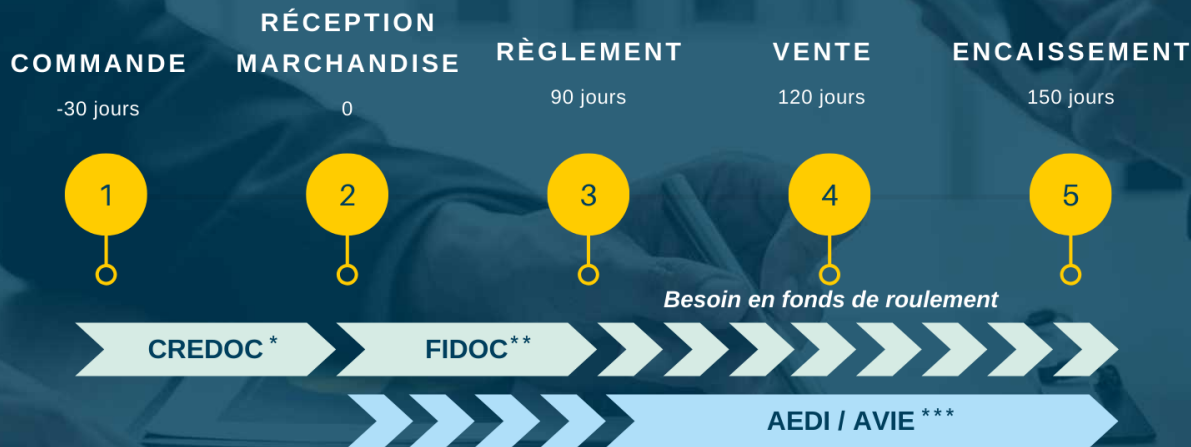 COMMANDE
-30 jours
RÉCEPTION
MARCHANDISE
0
RÈGLEMENT
90 jours
VENTE
120 jours
ENCAISSEMENT
150 jours
1
2
3
4
5
Besoin en fonds de roulement
CREDOC *
FIDOC**
AEDI / AVIE ***